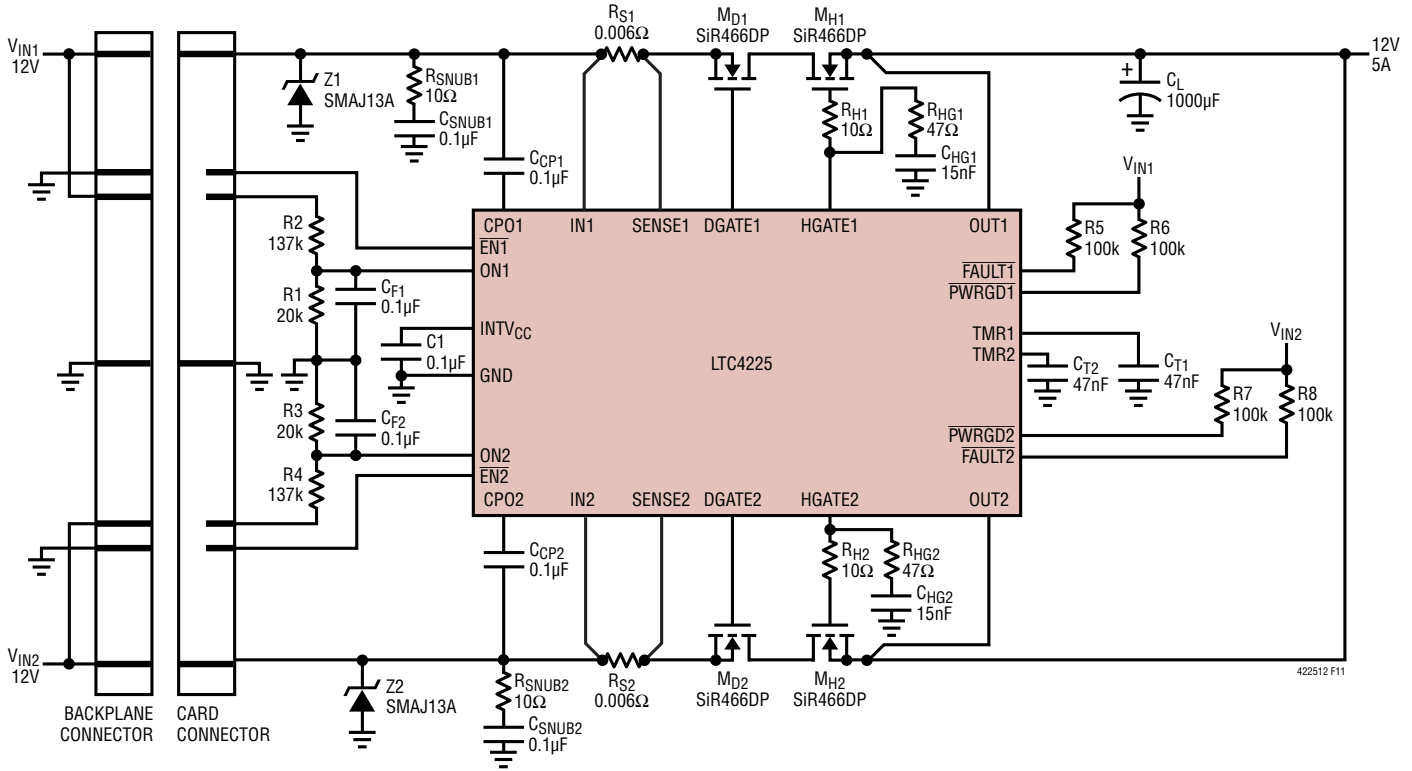 VIN1
12V
RS1
0.006Ω
MD1
SiR466DP
MH1
SiR466DP
12V
5A
Z1
SMAJ13A
RSNUB1
10Ω
CSNUB1
0.1µF
CCP1
0.1µF
RH1
10Ω
RHG1
47Ω
CHG1
15nF
+
CL
1000µF
VIN1
R5
100k
R6
100k
CPO1
IN1
SENSE1
DGATE1
HGATE1
OUT1
EN1
ON1
FAULT1
PWRGD1
R2
137k
R1
20k
CF1
0.1µF
INTVCC
C1
0.1µF
GND
LTC4225
TMR1
TMR2
CT2
47nF
CT1
47nF
VIN2
R7
100k
R8
100k
R3
20k
CF2
0.1µF
R4
137k
ON2
EN2
PWRGD2
FAULT2
CPO2
IN2
SENSE2
DGATE2
HGATE2
OUT2
CCP2
0.1µF
RH2
10Ω
RHG2
47Ω
CHG2
15nF
VIN2
12V
Z2
SMAJ13A
RSNUB2
10Ω
CSNUB2
0.1µF
RS2
0.006Ω
MD2
SiR466DP
MH2
SiR466DP
422512 F11
BACKPLANE
CONNECTOR
CARD
CONNECTOR